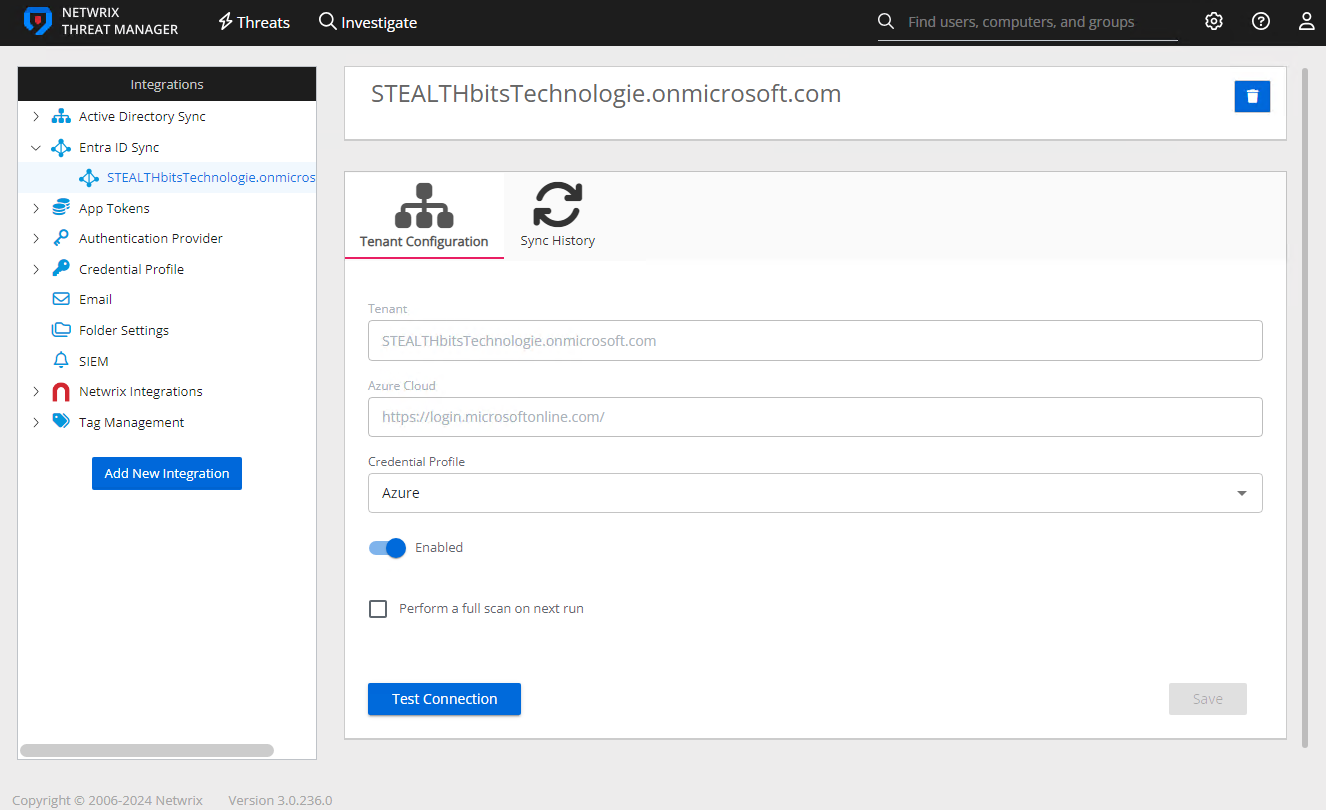 NETWRIX
THREAT MANAGER
Threats
Investigate
Find users, computers, and groups
Integrations
Active Directory Sync
Entra ID Sync
STEALTHbitsTechnologie.onmicros
App Tokens
Authentication Provider
Credential Profile
Email
Folder Settings
SIEM
Netwrix Integrations
Tag Management
Add New Integration
STEALTHbitsTechnologie.onmicrosoft.com
Tenant Configuration
Sync History
Tenant
STEALTHbitsTechnologie.onmicrosoft.com
Azure Cloud
https://login.microsoftonline.com/
Credential Profile
Azure
Enabled
Perform a full scan on next run
Test Connection
Save
Copyright © 2006-2024 Netwrix
Version 3.0.236.0